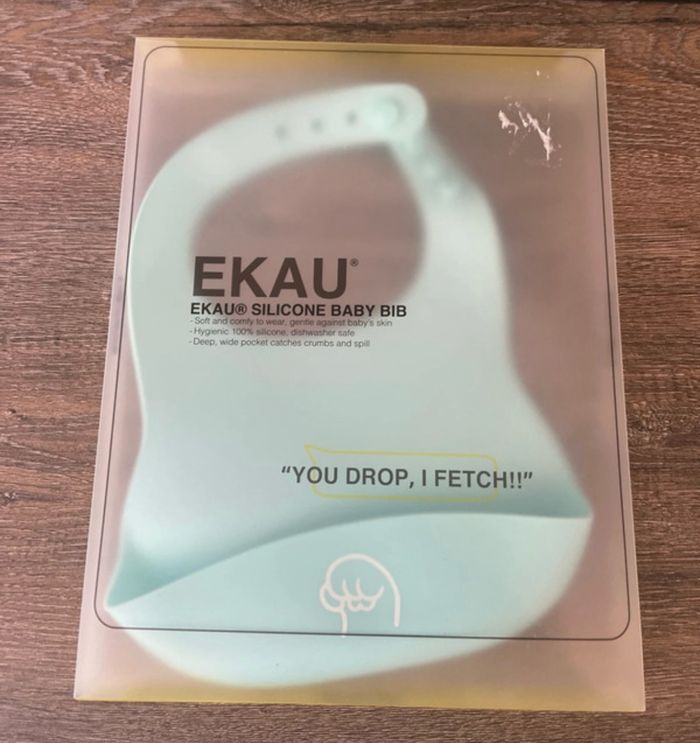 EKAU®
EKAU® SILICONE BABY BIB
- Soft and comfy to wear, gentle against baby's skin
- Hygienic 100% silicone, dishwasher safe
- Deep, wide pocket catches crumbs and spill
“YOU DROP, I FETCH!!”